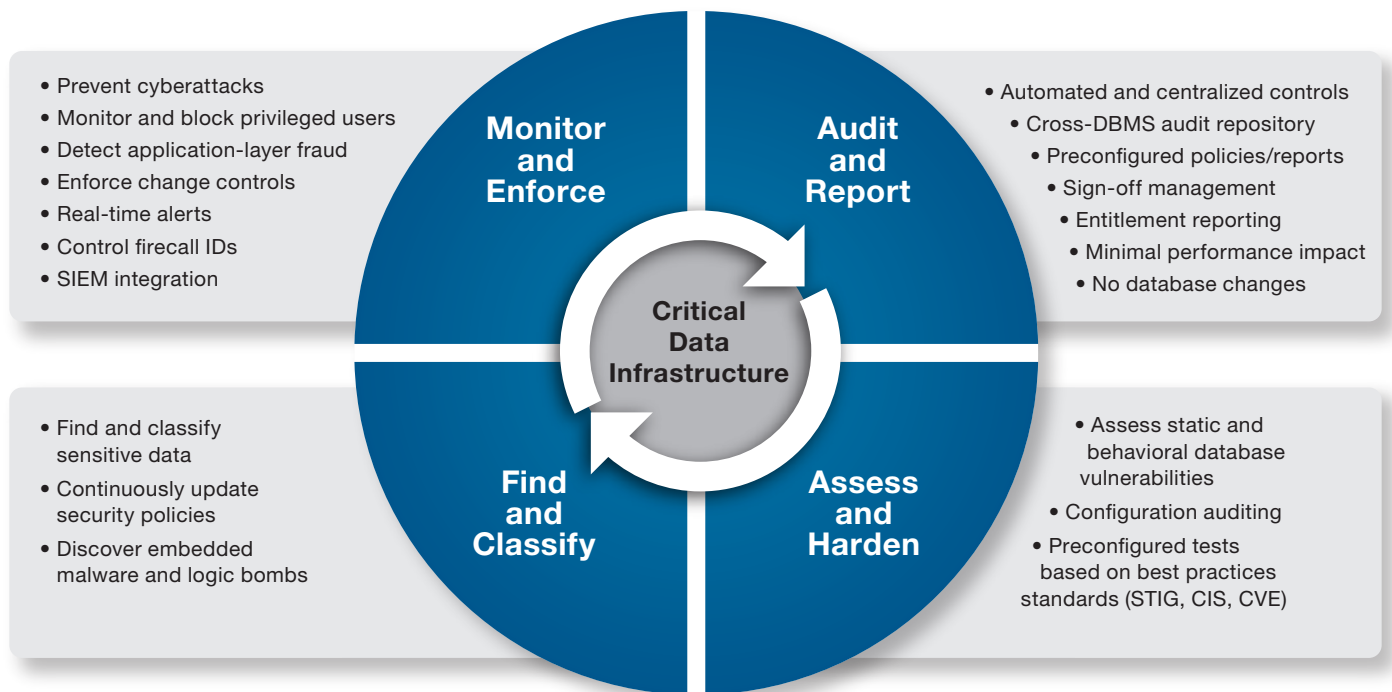 • Prevent cyberattacks
• Monitor and block privileged users
• Detect application-layer fraud
• Enforce change controls
• Real-time alerts
• Control firecall IDs
• SIEM integration
Monitor
and
Enforce
Audit
and
Report
• Automated and centralized controls
• Cross-DBMS audit repository
• Preconfigured policies/reports
• Sign-off management
• Entitlement reporting
• Minimal performance impact
• No database changes
Critical
Data
Infrastructure
• Find and classify
sensitive data
• Continuously update
security policies
• Discover embedded
malware and logic bombs
Find
and
Classify
Assess
and
Harden
• Assess static and
behavioral database
vulnerabilities
• Configuration auditing
• Preconfigured tests
based on best practices
standards (STIG, CIS, CVE)